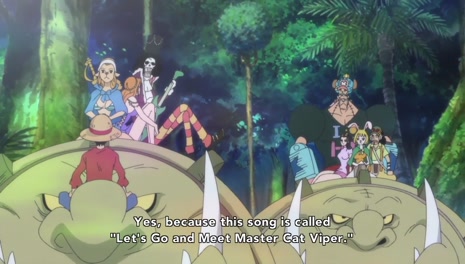 Yes, because this song is called
"Let's Go and Meet Master Cat Viper."